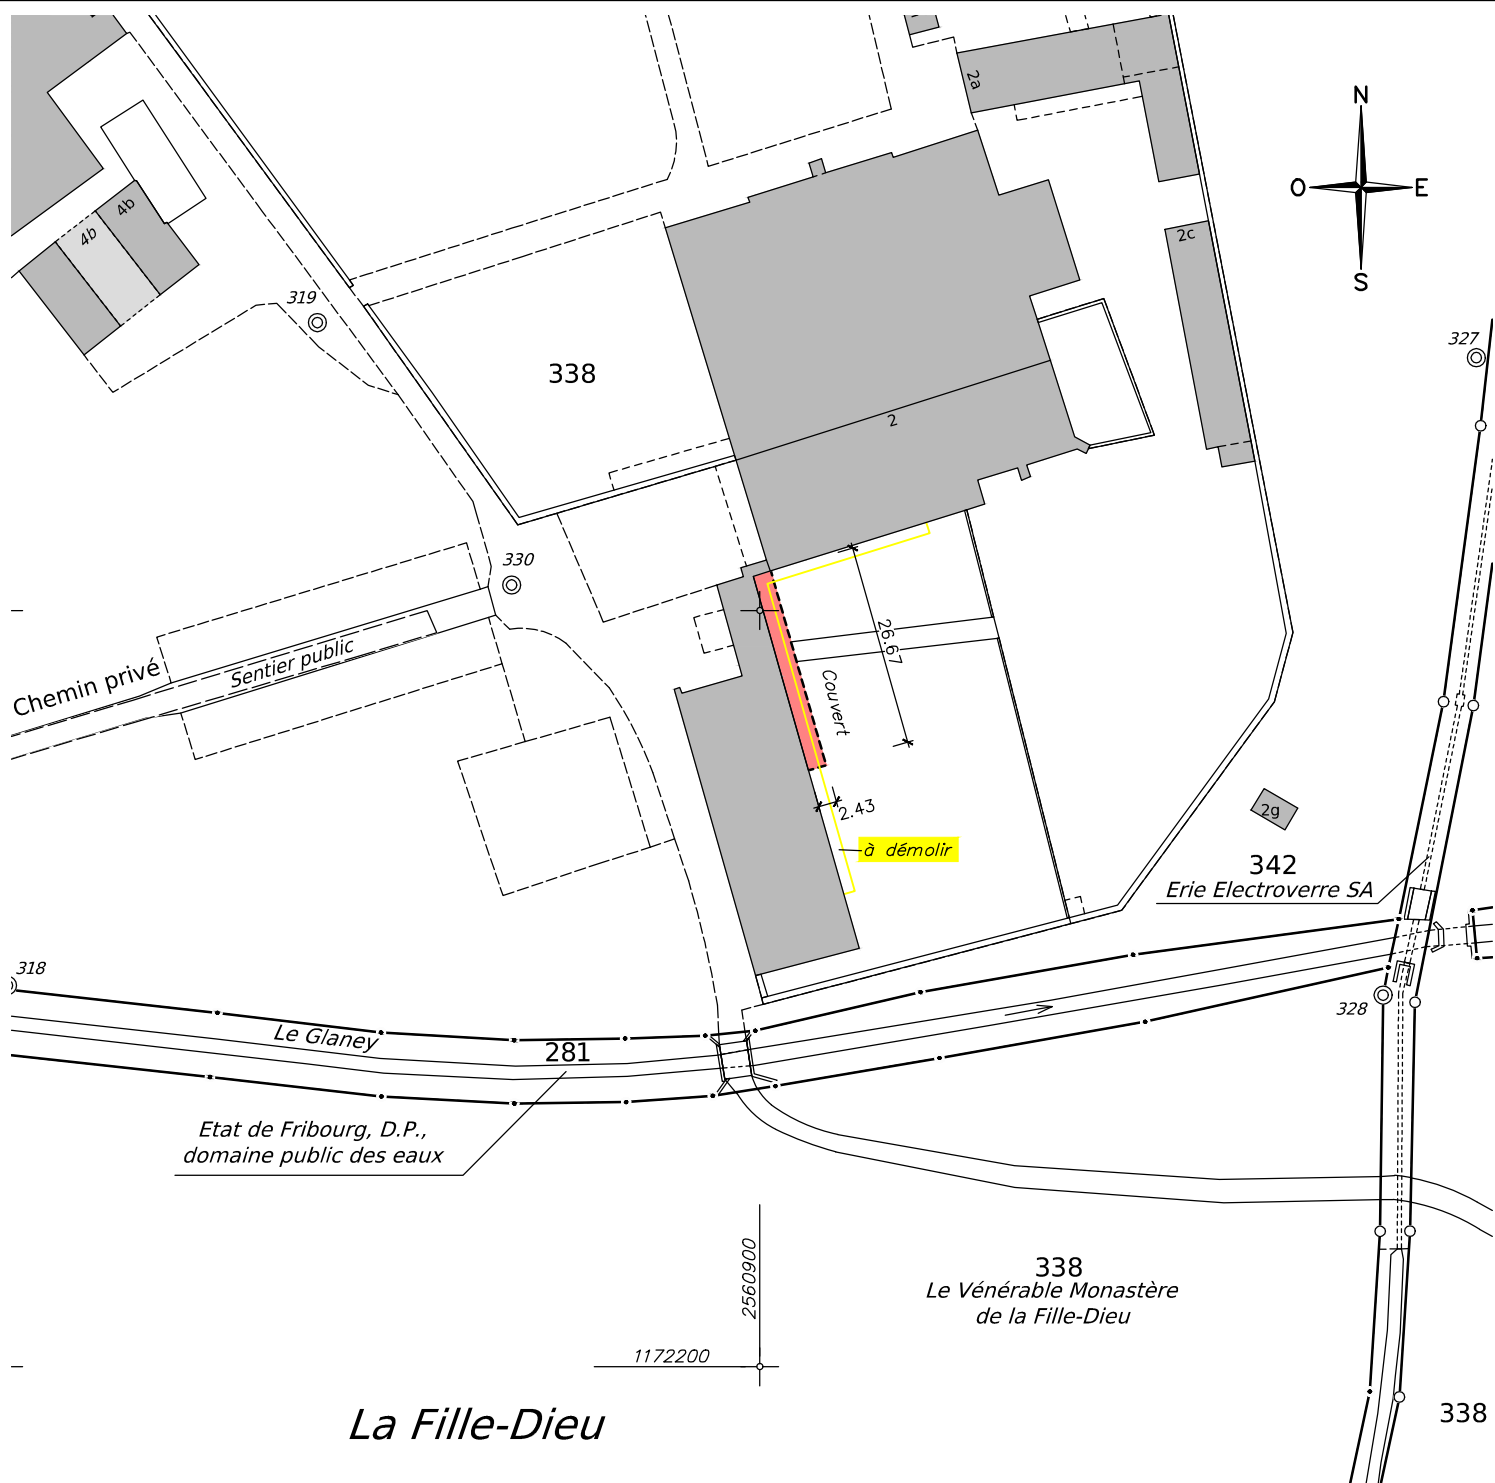 2a
N
O
E
S
4b
4b
2c
319
327
338
2
330
26.67
Chemin privé
Sentier public
Couvert
2.43
à démolir
2g
342
Erie Electroverre SA
318
328
Le Glaney
281
Etat de Fribourg, D.P.,
domaine public des eaux
2560900
338
Le Vénérable Monastère
de la Fille-Dieu
1172200
La Fille-Dieu
338